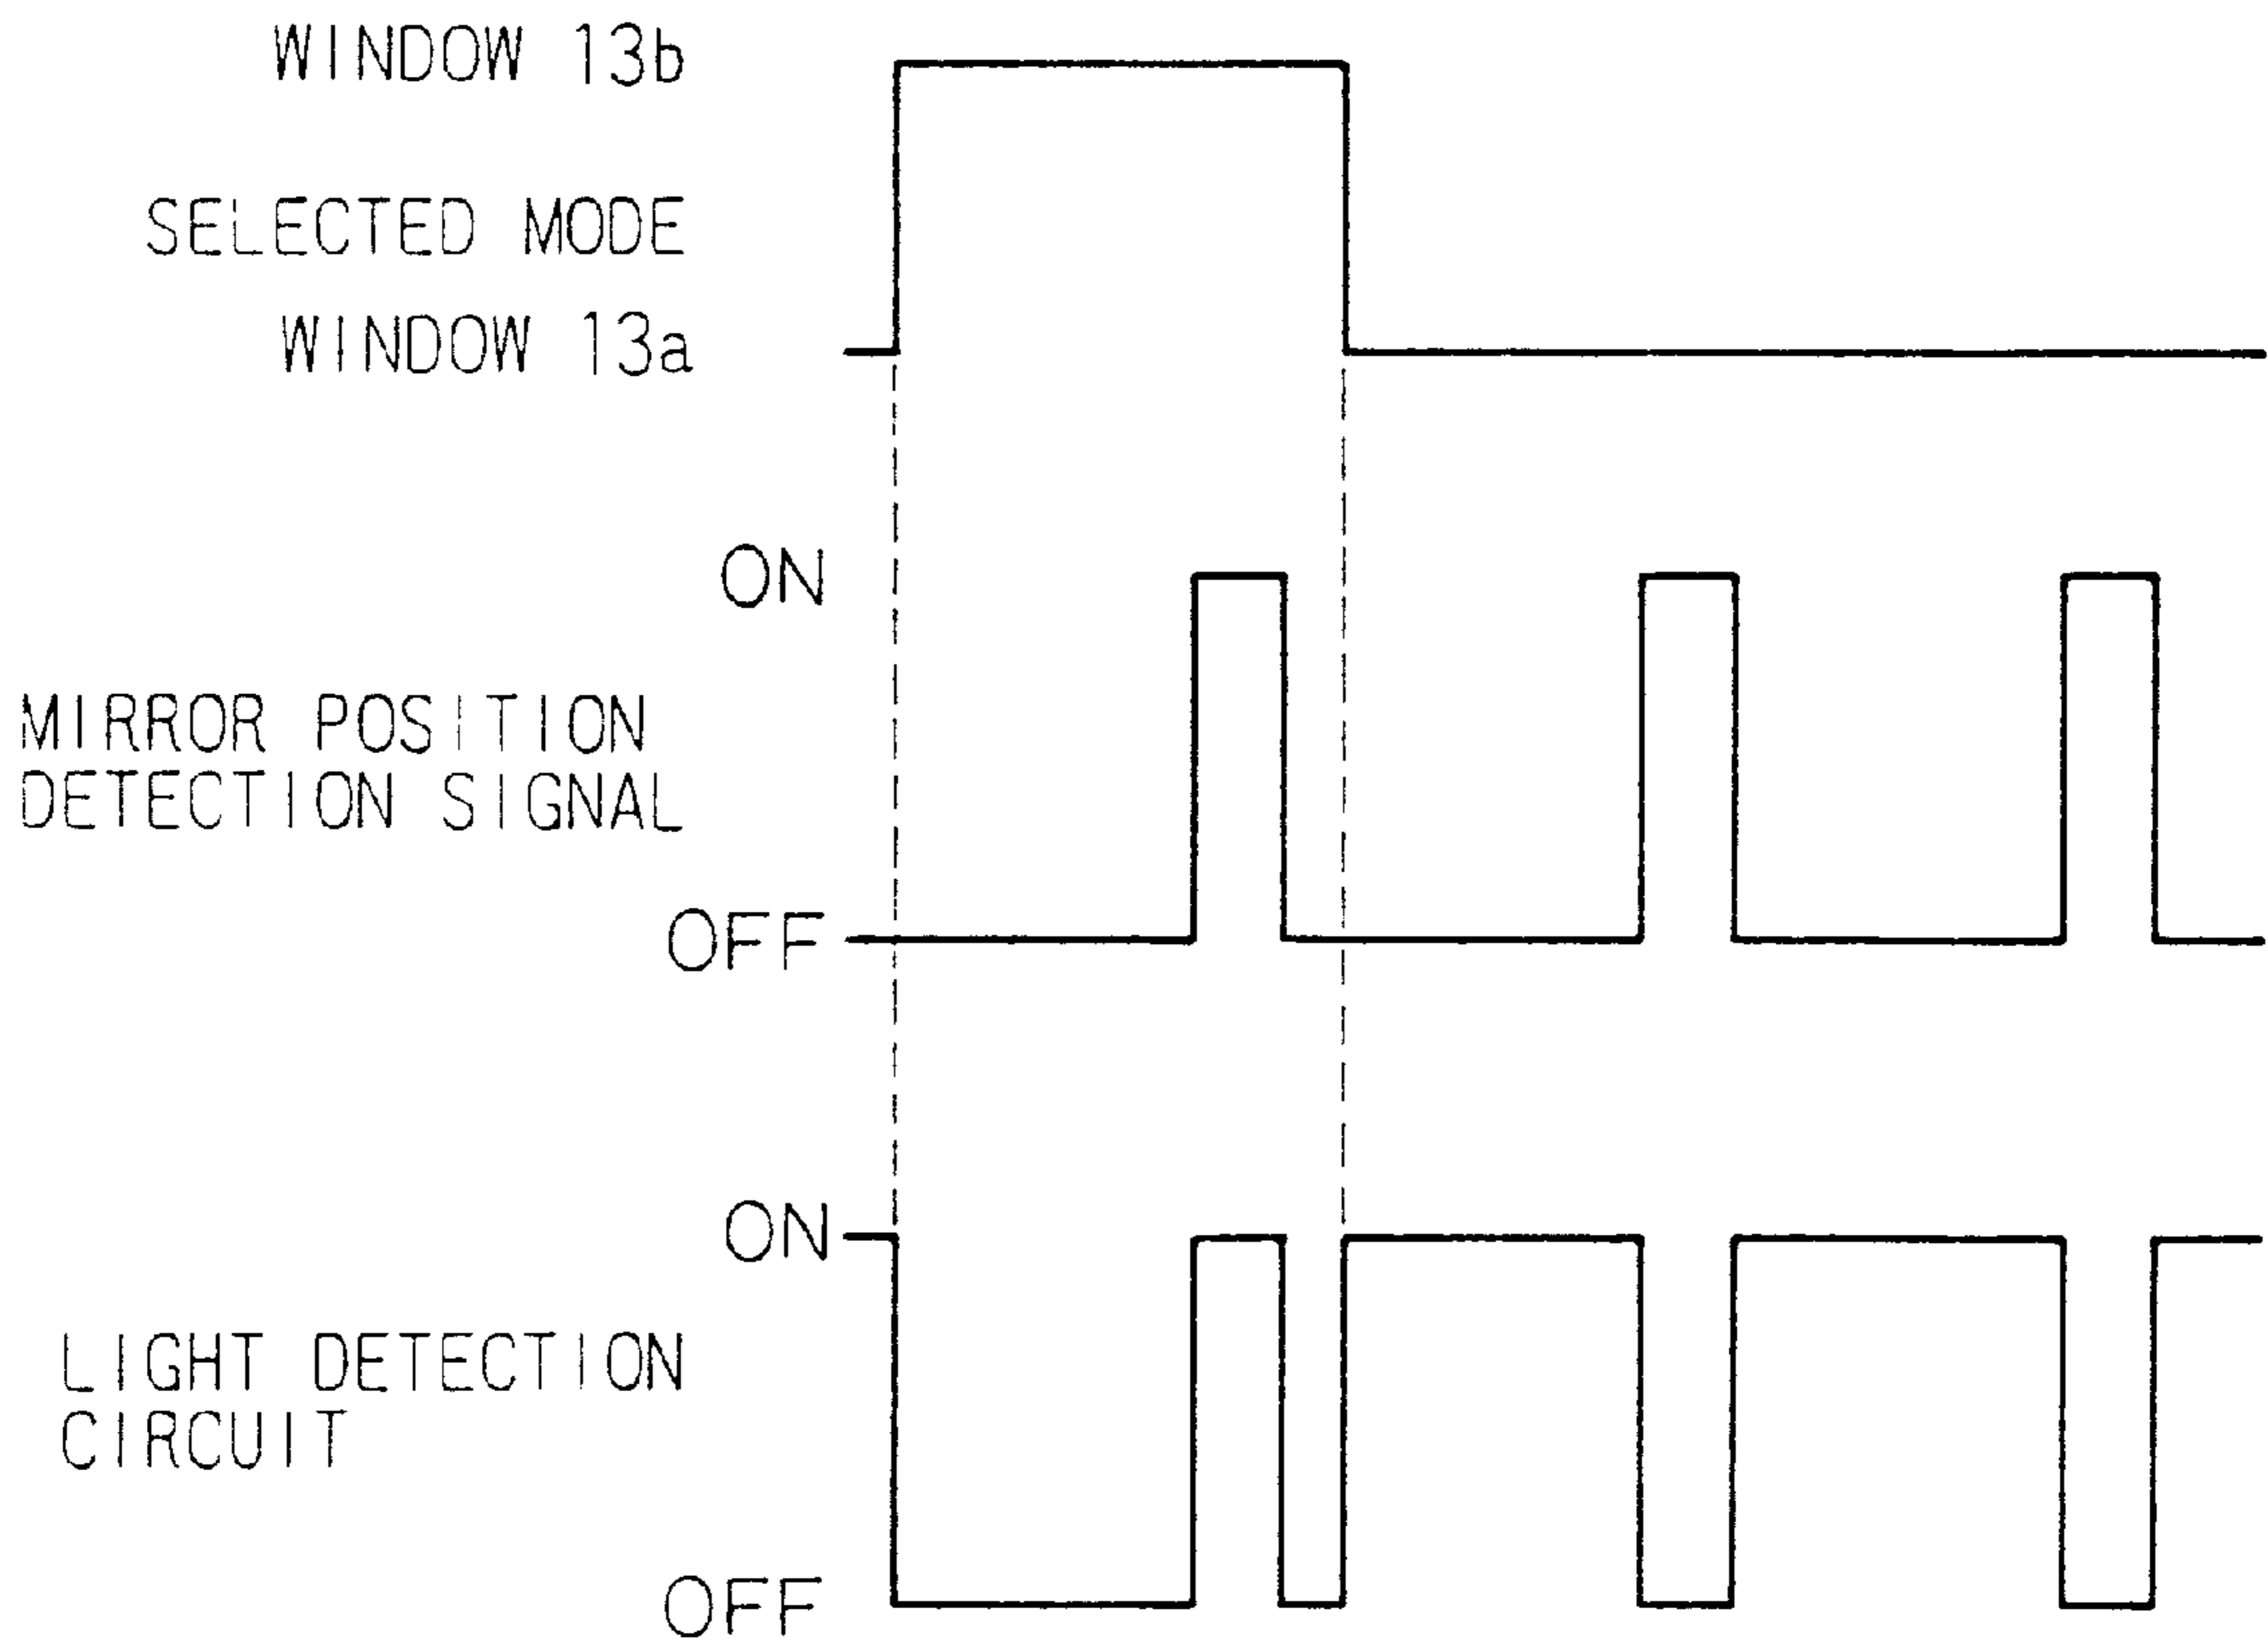 WINDOW 13b
SELECTED MODE
WINDOW 13a
ON
MIRROR POSITION
DETECTION SIGNAL
OFF
ON
LIGHT DETECTION
CIRCUIT
OFF